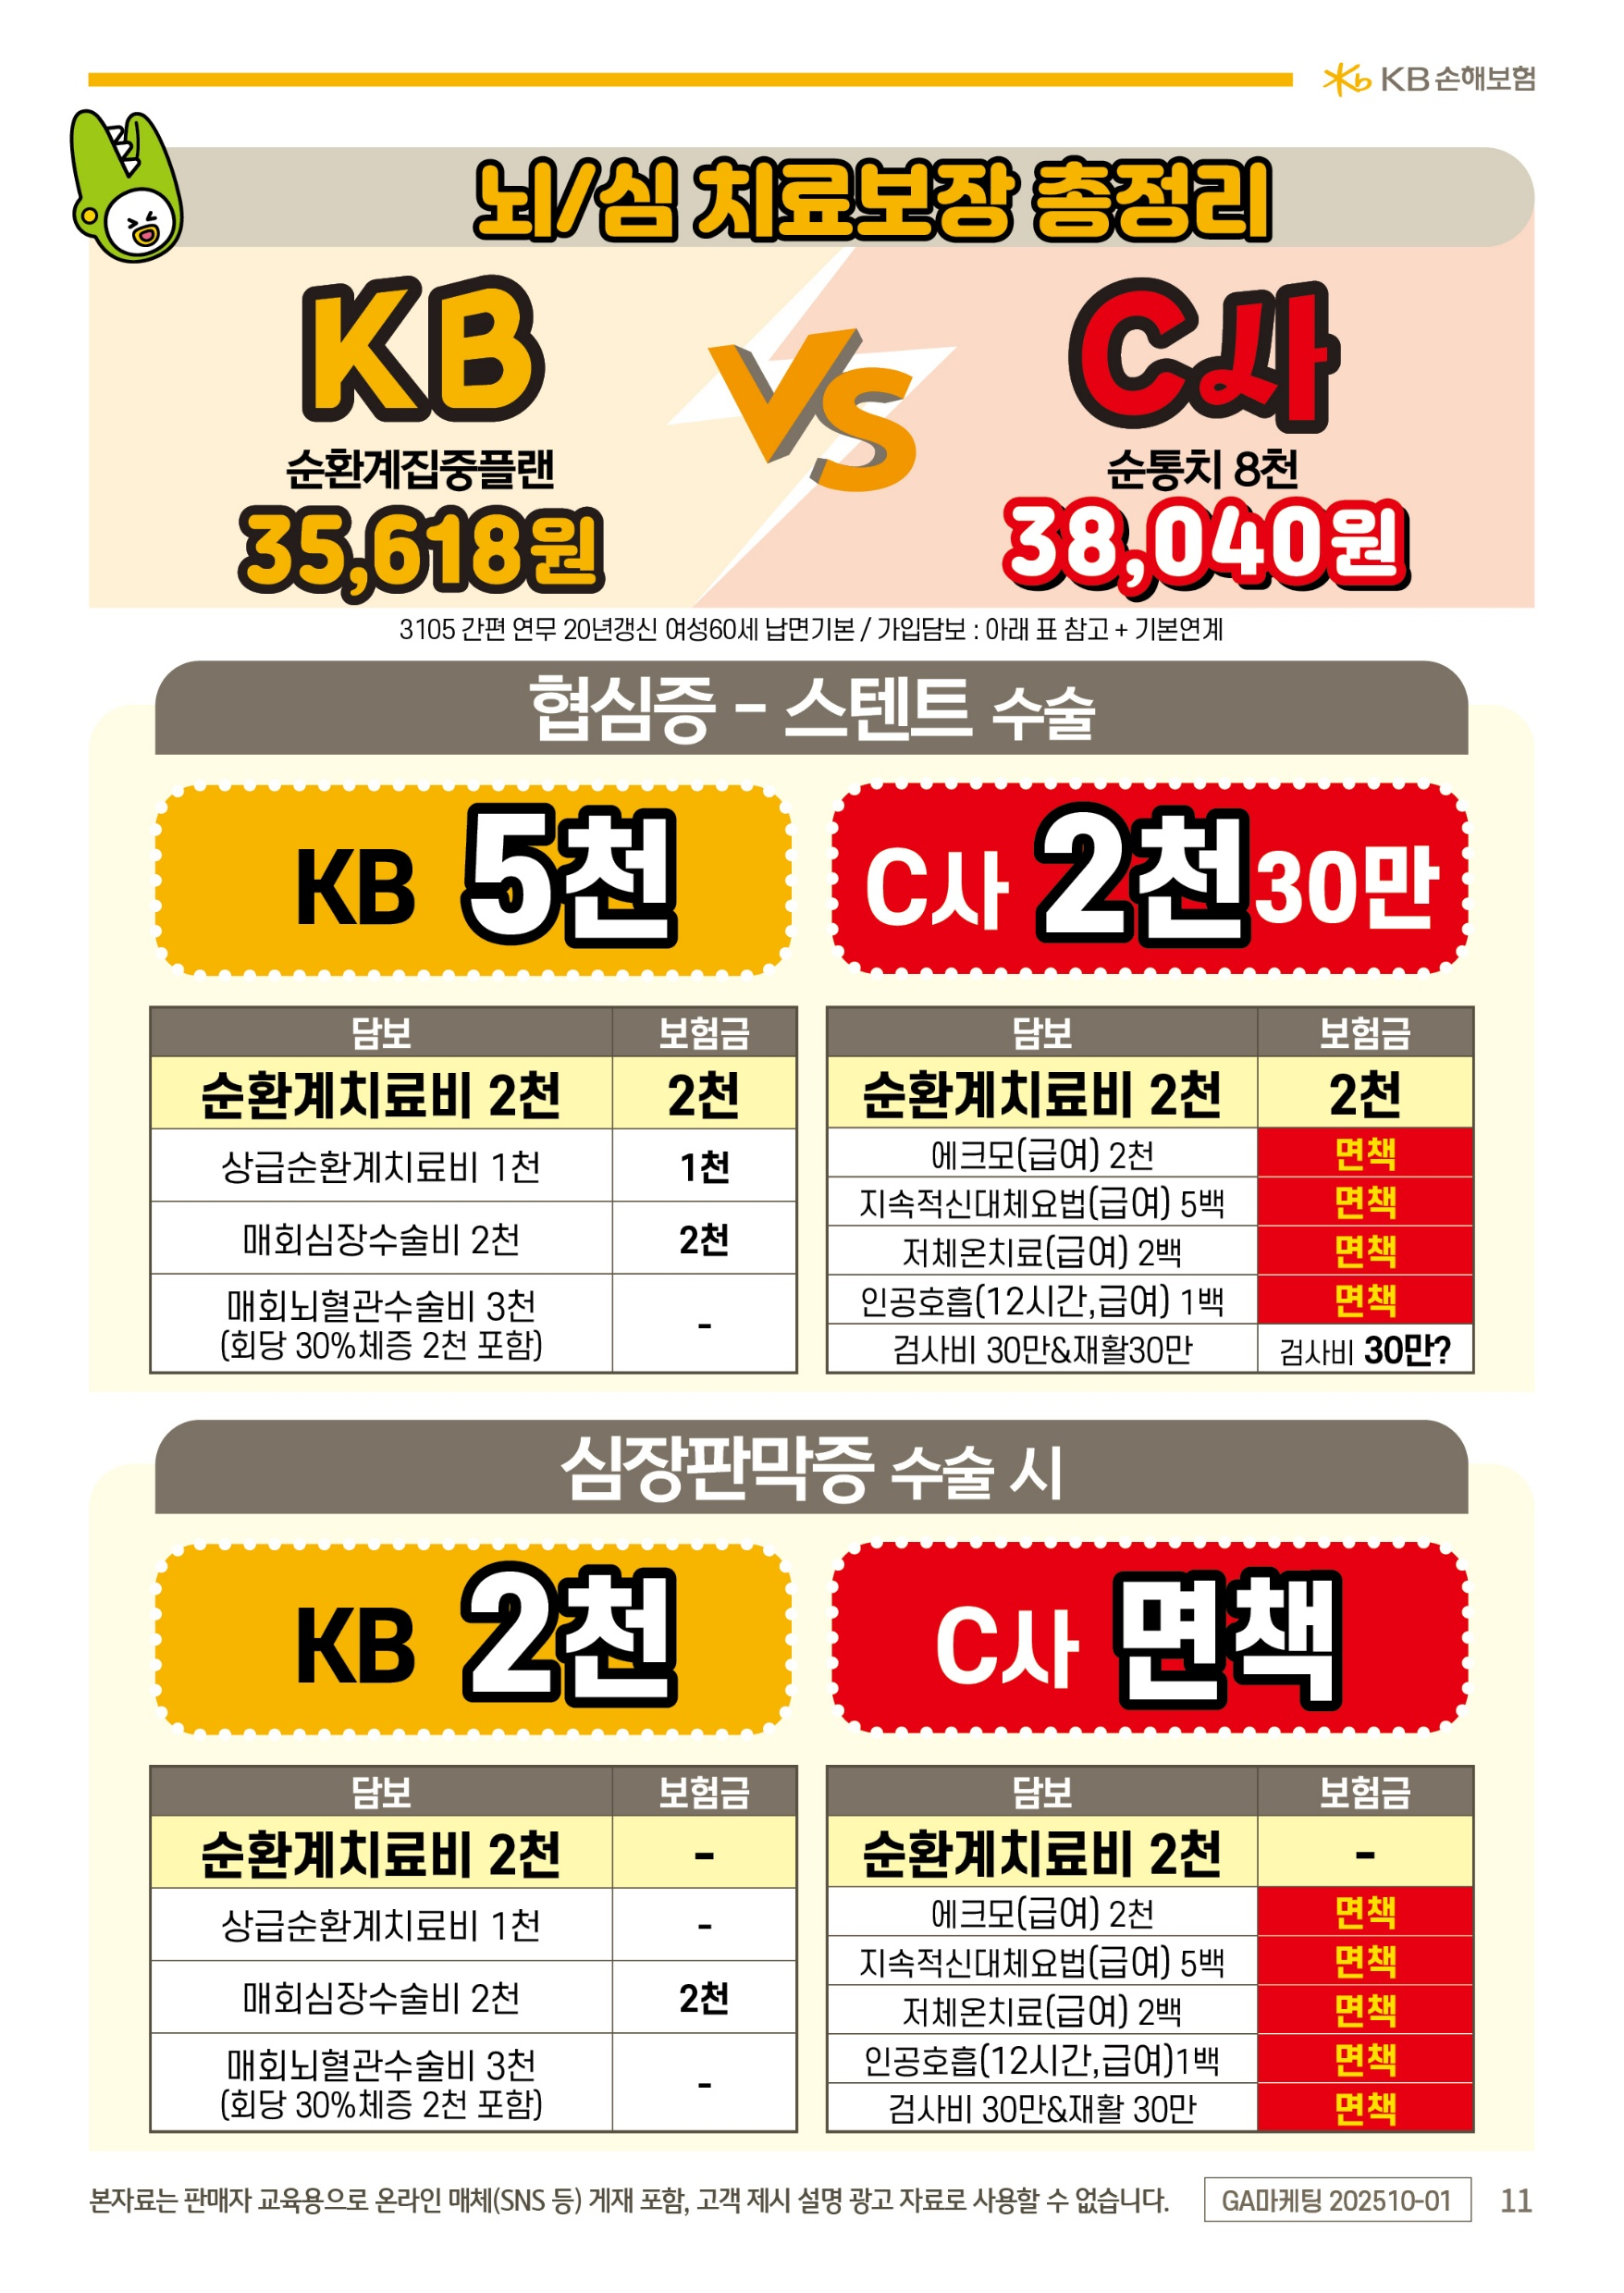 KB손해보험
뇌/심 치료보장 총정리
KB
순환계집중플랜
35,618원
VS
C사
순통치 8천
38,040원
3105 간편 연무 20년갱신 여성60세 납면기본 / 가입담보 : 아래 표 참고 + 기본연계
협심증 - 스텐트 수술
KB 5천
C사 2천30만
담보 보험금
순환계치료비 2천 2천
상급순환계치료비 1천 1천
매회심장수술비 2천 2천
매회뇌혈관수술비 3천
(회당 30%체증 2천 포함) -
담보 보험금
순환계치료비 2천 2천
에크모(급여) 2천 면책
지속적신대체요법(급여) 5백 면책
저체온치료(급여) 2백 면책
인공호흡(12시간,급여) 1백 면책
검사비 30만&재활30만 검사비 30만?
심장판막증 수술 시
KB 2천
C사 면책
담보 보험금
순환계치료비 2천 -
상급순환계치료비 1천 -
매회심장수술비 2천 2천
매회뇌혈관수술비 3천
(회당 30%체증 2천 포함) -
담보 보험금
순환계치료비 2천 -
에크모(급여) 2천 면책
지속적신대체요법(급여) 5백 면책
저체온치료(급여) 2백 면책
인공호흡(12시간,급여)1백 면책
검사비 30만&재활 30만 면책
본자료는 판매자 교육용으로 온라인 매체(SNS 등) 게재 포함, 고객 제시 설명 광고 자료로 사용할 수 없습니다.
GA마케팅 202510-01
11